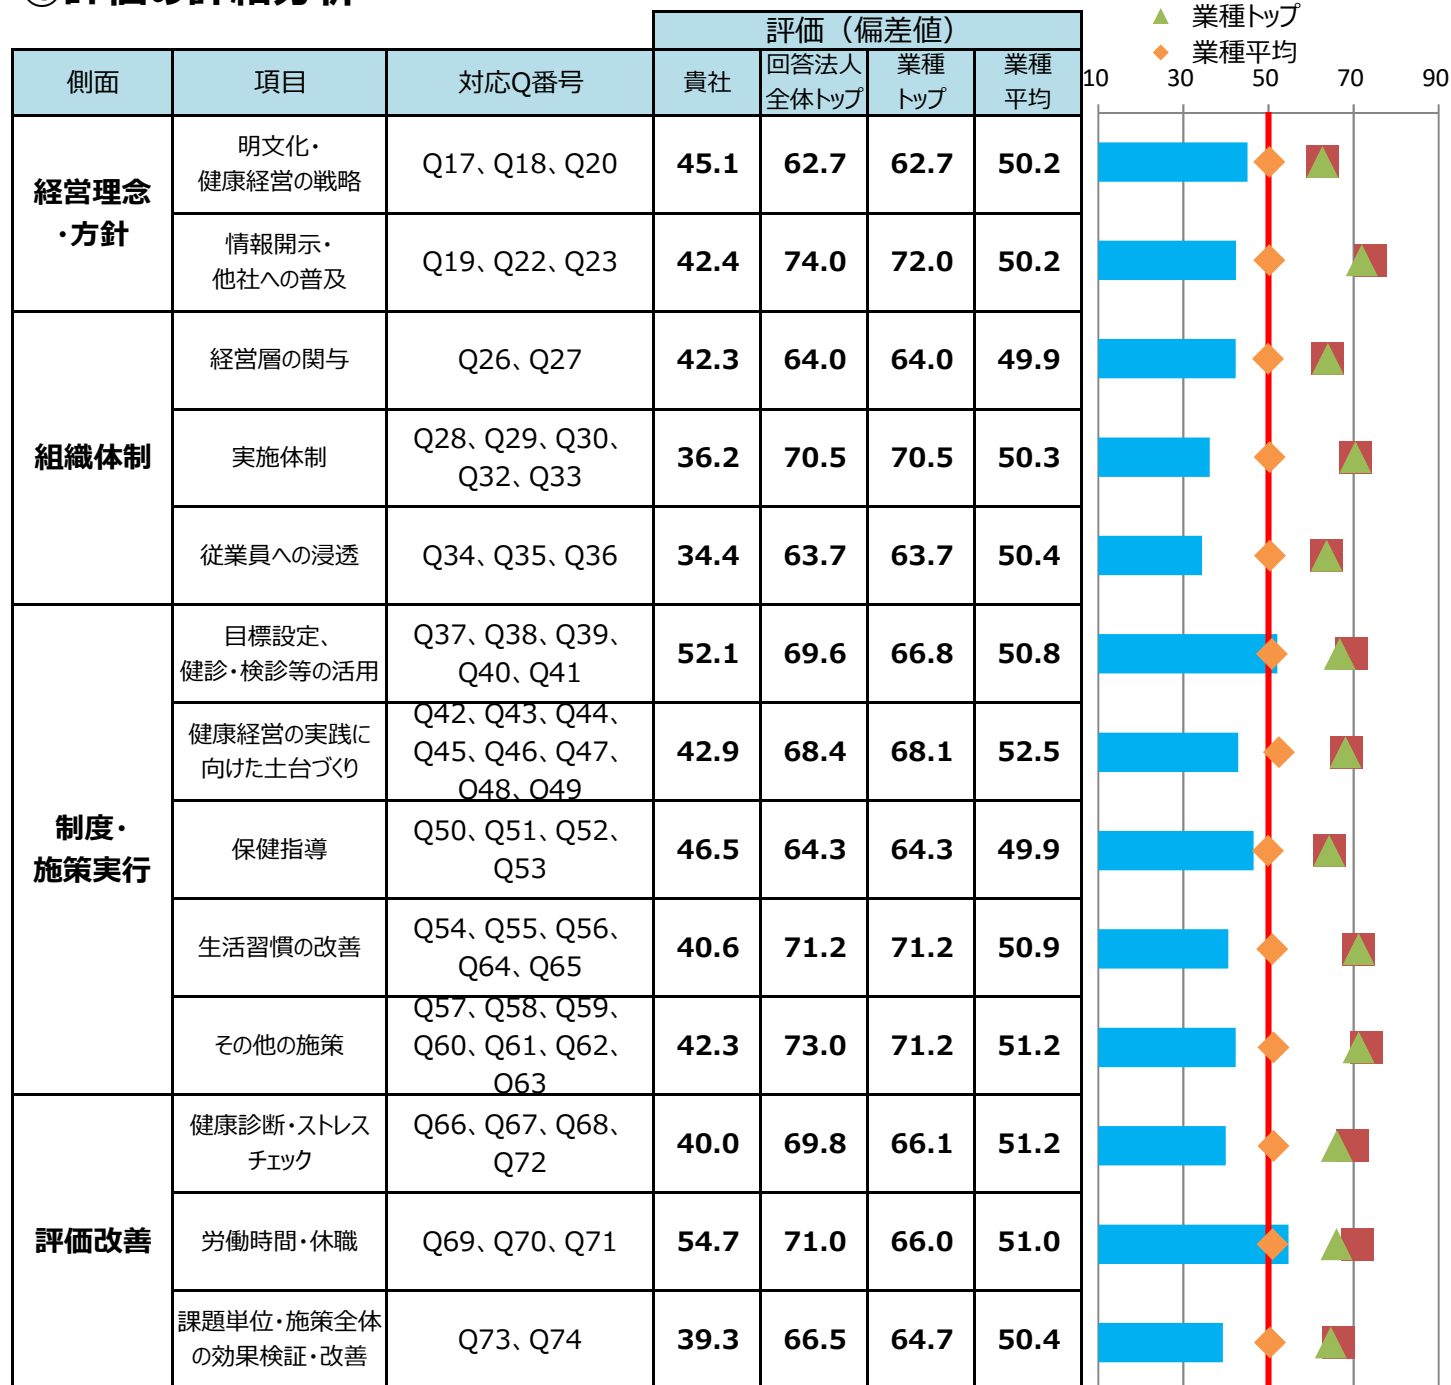 評価（偏差値）
▲ 業種トップ
◆ 業種平均
側面 項目 対応Q番号 貴社 回答法人 業種 業種
全体トップ トップ 平均
10 30 50 70 90
経営理念
・方針
明文化・
健康経営の戦略
Q17、Q18、Q20 45.1 62.7 62.7 50.2
情報開示・
他社への普及
Q19、Q22、Q23 42.4 74.0 72.0 50.2
組織体制
経営層の関与 Q26、Q27 42.3 64.0 64.0 49.9
実施体制
Q28、Q29、Q30、
Q32、Q33
36.2 70.5 70.5 50.3
従業員への浸透 Q34、Q35、Q36 34.4 63.7 63.7 50.4
制度・
施策実行
目標設定、
健診・検診等の活用
Q37、Q38、Q39、
Q40、Q41
52.1 69.6 66.8 50.8
健康経営の実践に
向けた土台づくり
Q42、Q43、Q44、
Q45、Q46、Q47、
Q48、Q49
42.9 68.4 68.1 52.5
保健指導
Q50、Q51、Q52、
Q53
46.5 64.3 64.3 49.9
生活習慣の改善
Q54、Q55、Q56、
Q64、Q65
40.6 71.2 71.2 50.9
その他の施策
Q57、Q58、Q59、
Q60、Q61、Q62、
Q63
42.3 73.0 71.2 51.2
評価改善
健康診断・ストレス
チェック
Q66、Q67、Q68、
Q72
40.0 69.8 66.1 51.2
労働時間・休職 Q69、Q70、Q71 54.7 71.0 66.0 51.0
課題単位・施策全体
の効果検証・改善
Q73、Q74 39.3 66.5 64.7 50.4